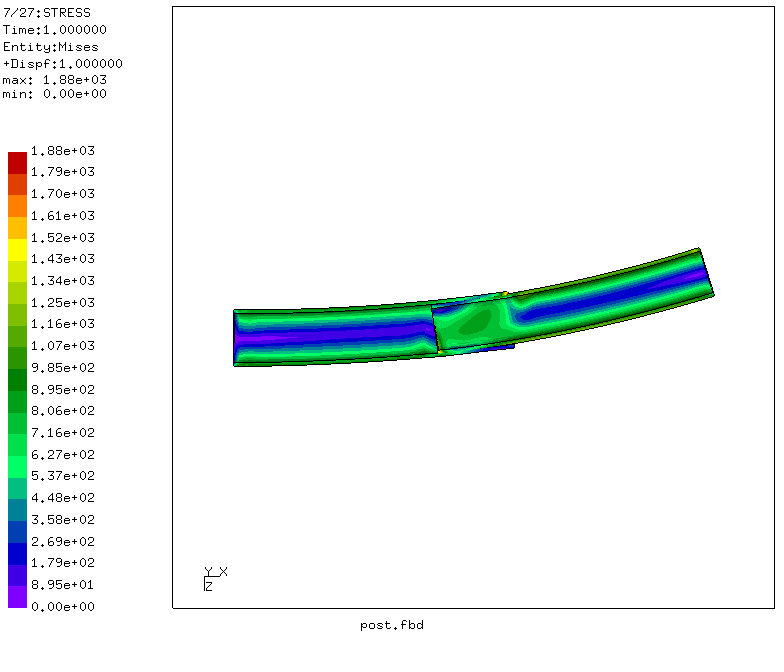 7/27:STRESS
Time:1.000000
Entity:Mises
+Dispf:1.000000
max: 1.88e+03
min: 0.00e+00
1.88e+03
1.79e+03
1.70e+03
1.61e+03
1.52e+03
1.43e+03
1.34e+03
1.25e+03
1.16e+03
1.07e+03
9.85e+02
8.95e+02
8.06e+02
7.16e+02
6.27e+02
5.37e+02
4.48e+02
3.58e+02
2.69e+02
1.79e+02
8.95e+01
0.00e+00
Y X
Z
post.fbd